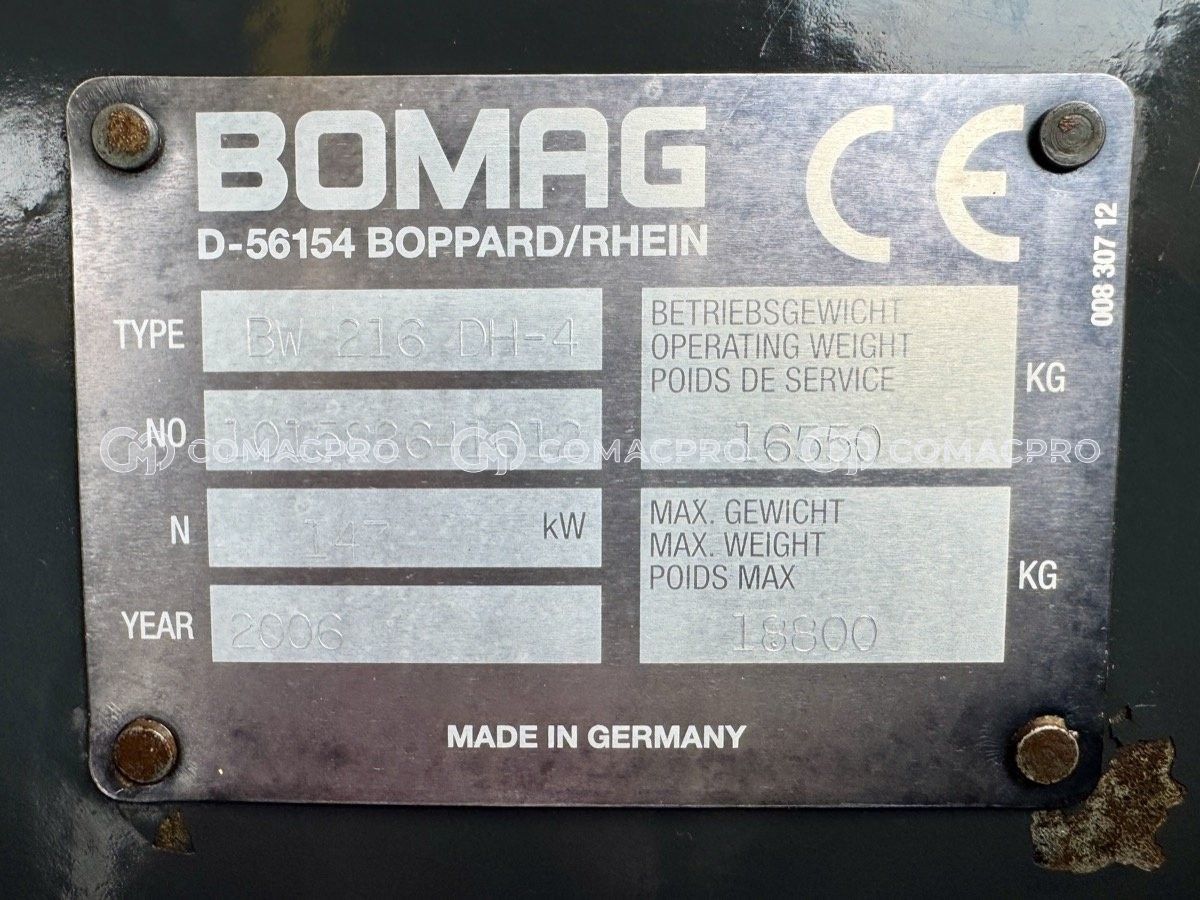 BOMAG CE
D-56154 BOPPARD/RHEIN
008 307 12
TYPE BW 216 DH-4
NO
N 147 kW
YEAR 2006
BETRIEBSGEWICHT
OPERATING WEIGHT
POIDS DE SERVICE
KG
16550
MAX. GEWICHT
MAX. WEIGHT
POIDS MAX
KG
18800
MADE IN GERMANY
COMACPRO COMACPRO COMACPRO